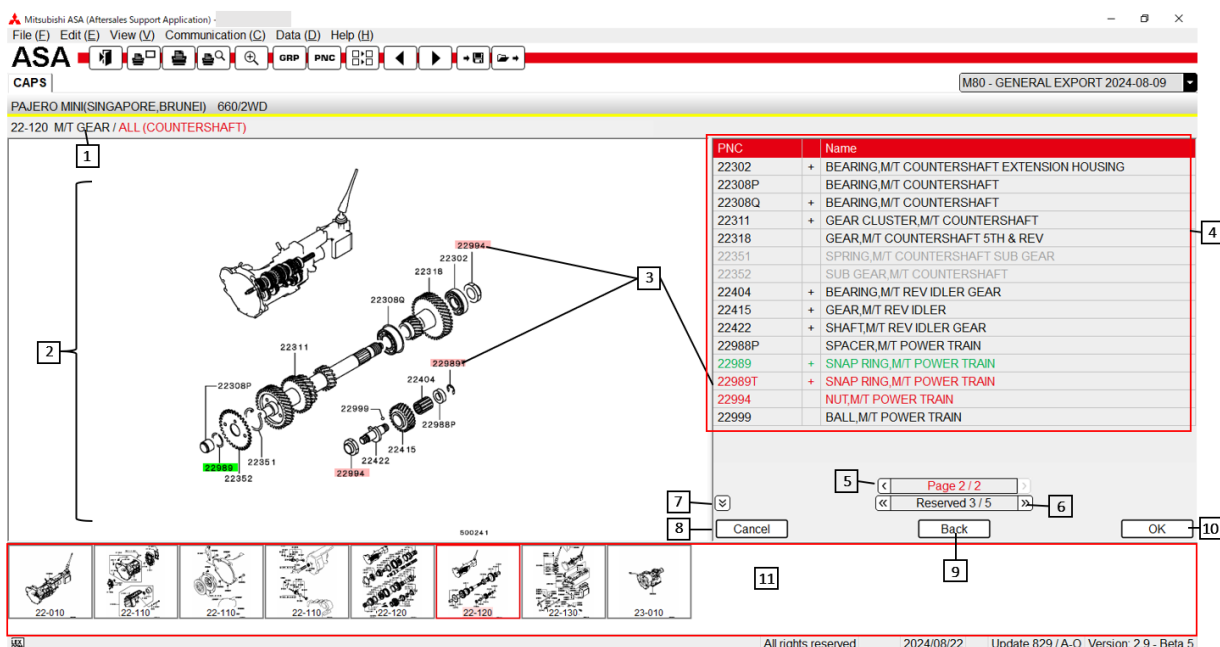 Mitsubishi ASA (Aftersales Support Application) -
File (F) Edit (E) View (V) Communication (C) Data (D) Help (H)
ASA GRP PNC
CAPS M80 - GENERAL EXPORT 2024-08-09
PAJERO MINI(SINGAPORE,BRUNEI) 660/2WD
22-120 M/T GEAR / ALL (COUNTERSHAFT)
1
2
3
22994
22302
22318
22308Q
22311
22989T
22308P
22404
22999
22988P
22415
22351
22422
22989
22994
22352
500241
PNC Name
22302 + BEARING,M/T COUNTERSHAFT EXTENSION HOUSING
22308P BEARING,M/T COUNTERSHAFT
22308Q + BEARING,M/T COUNTERSHAFT
22311 + GEAR CLUSTER,M/T COUNTERSHAFT
22318 GEAR,M/T COUNTERSHAFT 5TH & REV
22351 SPRING,M/T COUNTERSHAFT SUB GEAR
22352 SUB GEAR,M/T COUNTERSHAFT
22404 + BEARING,M/T REV IDLER GEAR
22415 + GEAR,M/T REV IDLER
22422 + SHAFT,M/T REV IDLER GEAR
22988P SPACER,M/T POWER TRAIN
22989 + SNAP RING,M/T POWER TRAIN
22989T + SNAP RING,M/T POWER TRAIN
22994 NUT,M/T POWER TRAIN
22999 BALL,M/T POWER TRAIN
4
5 < Page 2 / 2 >
« Reserved 3 / 5 » 6
7
8 Cancel Back OK 10
9
11
22-010 22-110 22-110 22-110 22-120 22-120 22-130 23-010
All rights reserved 2024/08/22 Update 829 / A-O Version: 2.9 - Beta 5